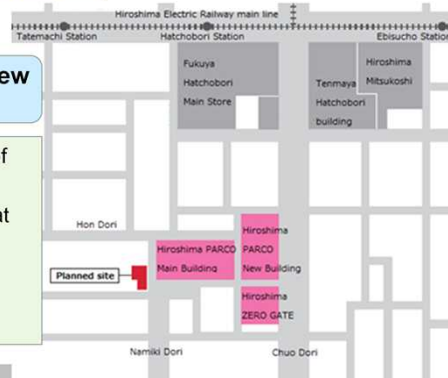 Hiroshima Electric Railway main line
Tatemachi Station
Hatchobori Station
Ebisucho Station
ew
Fukuya
Hatchobori
Main Store
Tenmaya
Hatchobori
building
Hiroshima
Mitsukoshi
of
at
Hon Dori
Hiroshima PARCO
Main Building
Hiroshima
PARCO
New Building
Planned site
Hiroshima
ZERO GATE
Namiki Dori
Chuo Dori